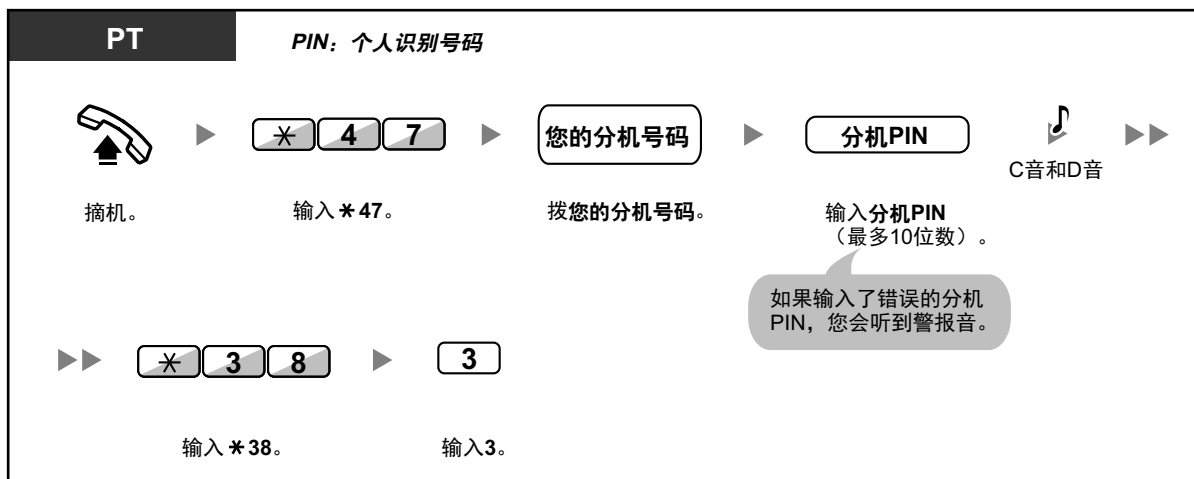 PT
PIN：个人识别号码
✳ 4 7
您的分机号码
分机PIN
C音和D音
摘机。
输入✳47。
拨您的分机号码。
输入分机PIN
（最多10位数）。
如果输入了错误的分机
PIN，您会听到警报音。
✳ 3 8
3
输入✳38。
输入3。